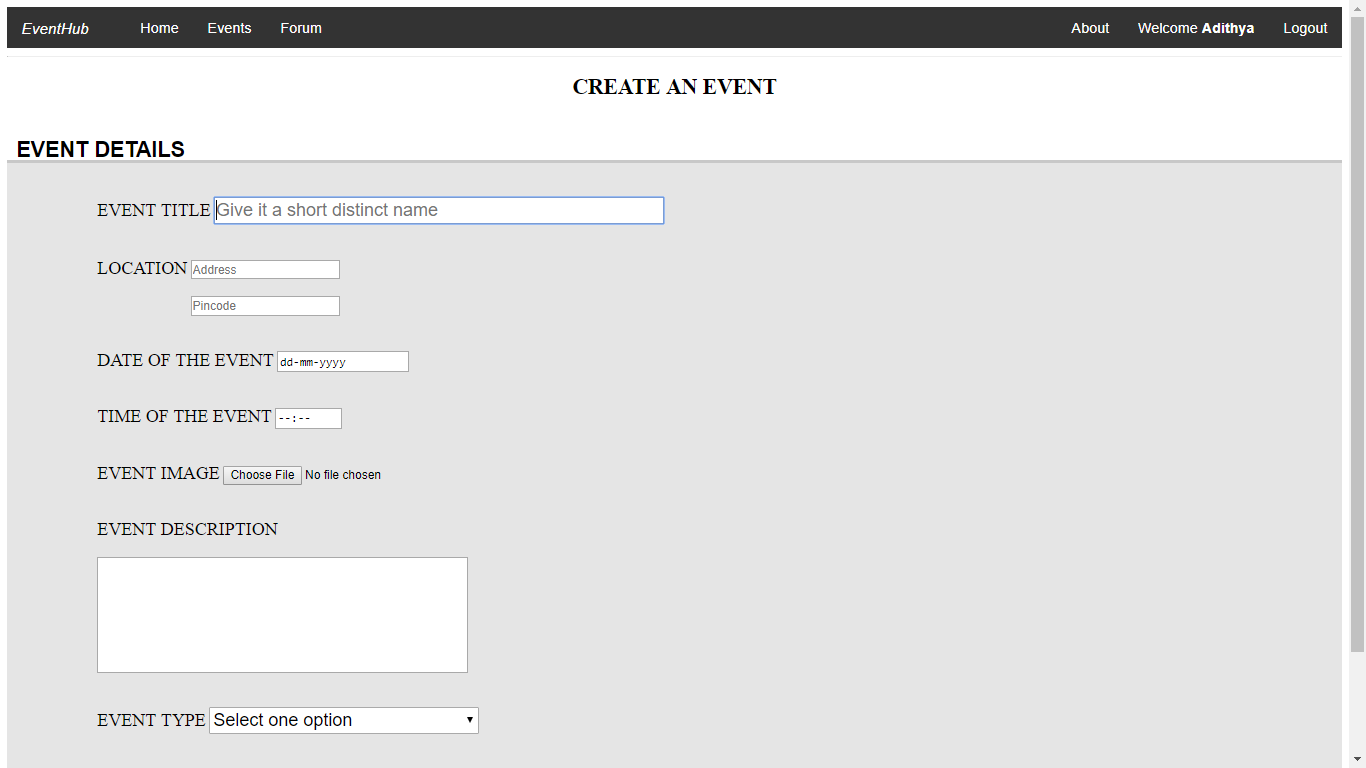 EventHub Home Events Forum About Welcome Adithya Logout
CREATE AN EVENT
EVENT DETAILS
EVENT TITLE Give it a short distinct name
LOCATION Address
Pincode
DATE OF THE EVENT dd-mm-yyyy
TIME OF THE EVENT --:--
EVENT IMAGE Choose File No file chosen
EVENT DESCRIPTION
EVENT TYPE Select one option